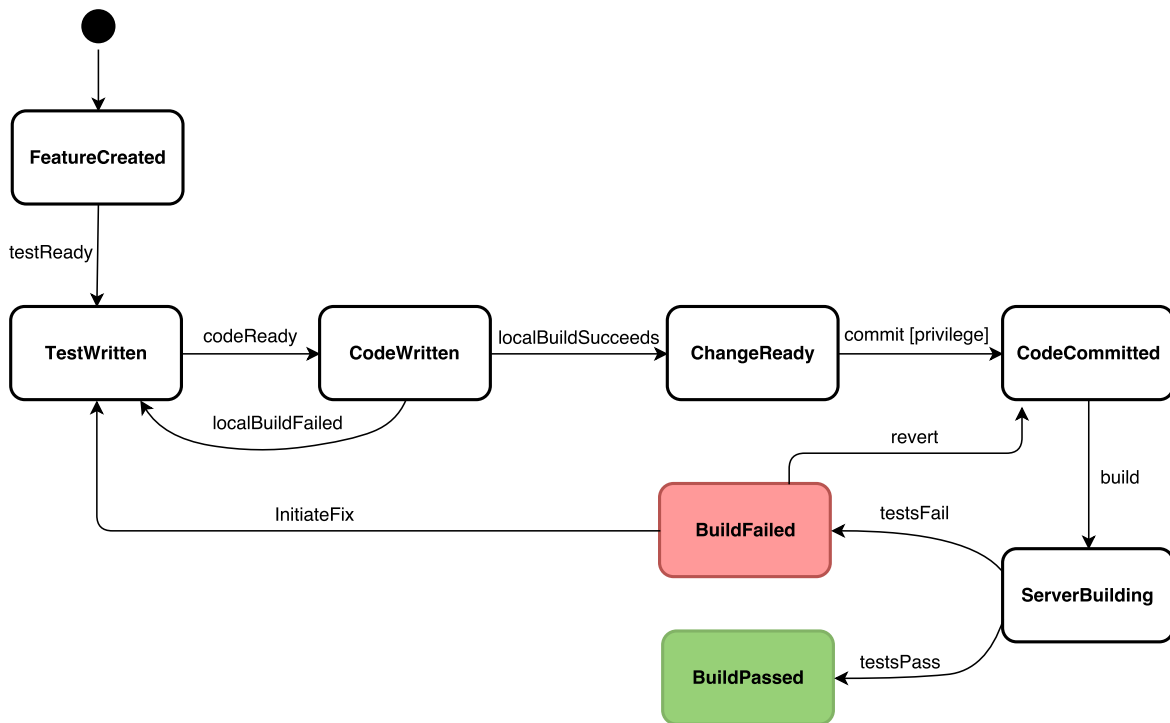 FeatureCreated
testReady
TestWritten
codeReady
CodeWritten
localBuildSucceeds
ChangeReady
commit [privilege]
CodeCommitted
localBuildFailed
revert
build
InitiateFix
BuildFailed
testsFail
ServerBuilding
BuildPassed
testsPass